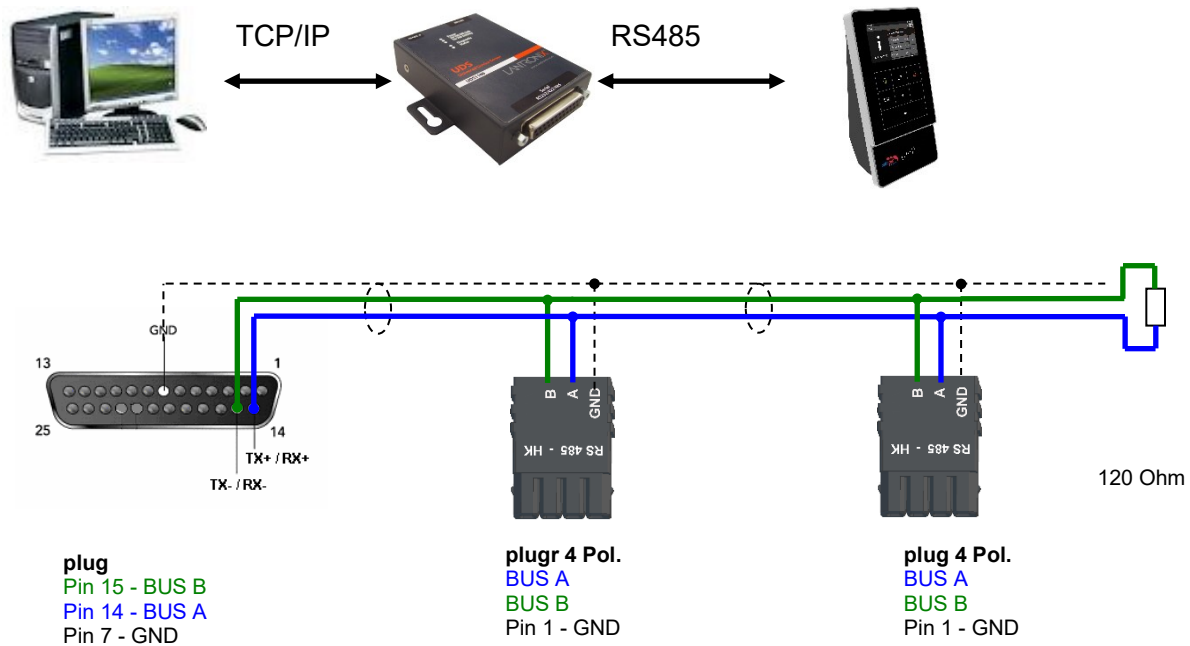 TCP/IP
RS485
UDS
LANTRONIX
GND
13
1
25
14
TX+ / RX+
TX- / RX-
B
A
GND
RS 485 - HK
B
A
GND
RS 485 - HK
120 Ohm
plug
Pin 15 - BUS B
Pin 14 - BUS A
Pin 7 - GND
plugr 4 Pol.
BUS A
BUS B
Pin 1 - GND
plug 4 Pol.
BUS A
BUS B
Pin 1 - GND